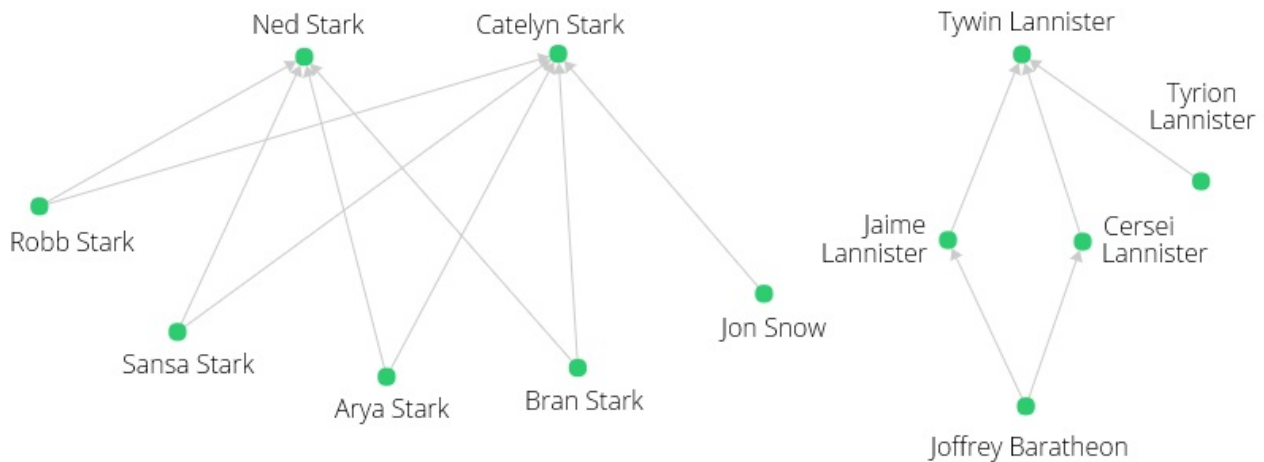 Ned Stark
Catelyn Stark
Tywin Lannister
Tyrion
Lannister
Robb Stark
Jaime
Lannister
Cersei
Lannister
Sansa Stark
Arya Stark
Bran Stark
Jon Snow
Joffrey Baratheon